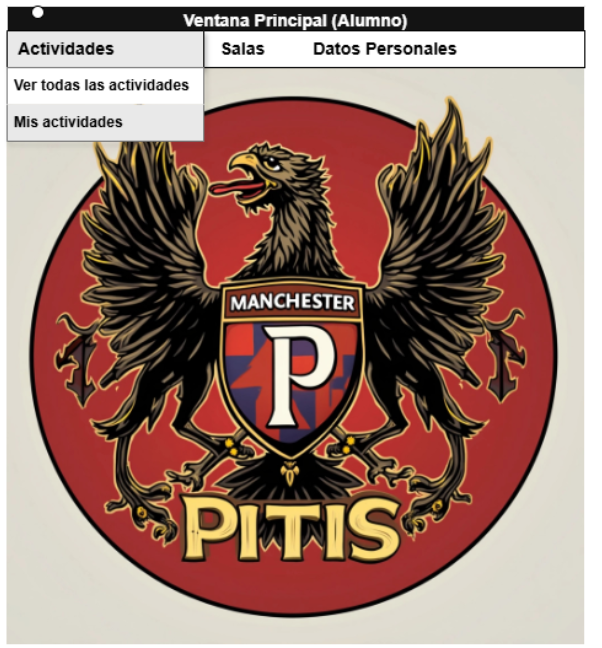 Ventana Principal (Alumno)
Actividades Salas Datos Personales
Ver todas las actividades
Mis actividades
MANCHESTER
P
PITIS